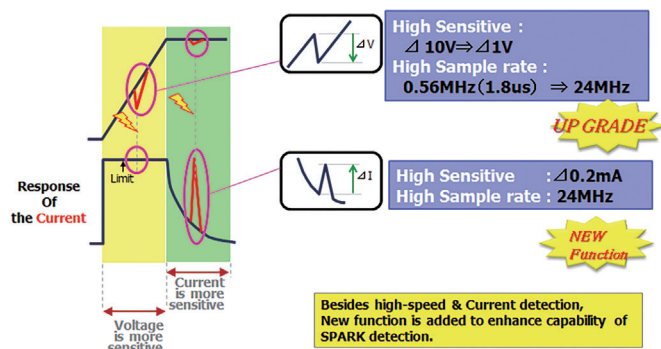 High Sensitive :
⊿ 10V⇒⊿1V
High Sample rate :
0.56MHz(1.8us) ⇒ 24MHz
UP GRADE
⊿V
Limit
Response
Of
the Current
⊿I
High Sensitive :⊿0.2mA
High Sample rate : 24MHz
NEW
Function
Current
is more
sensitive
Voltage
is more
sensitive
Besides high-speed & Current detection,
New function is added to enhance capability of
SPARK detection.